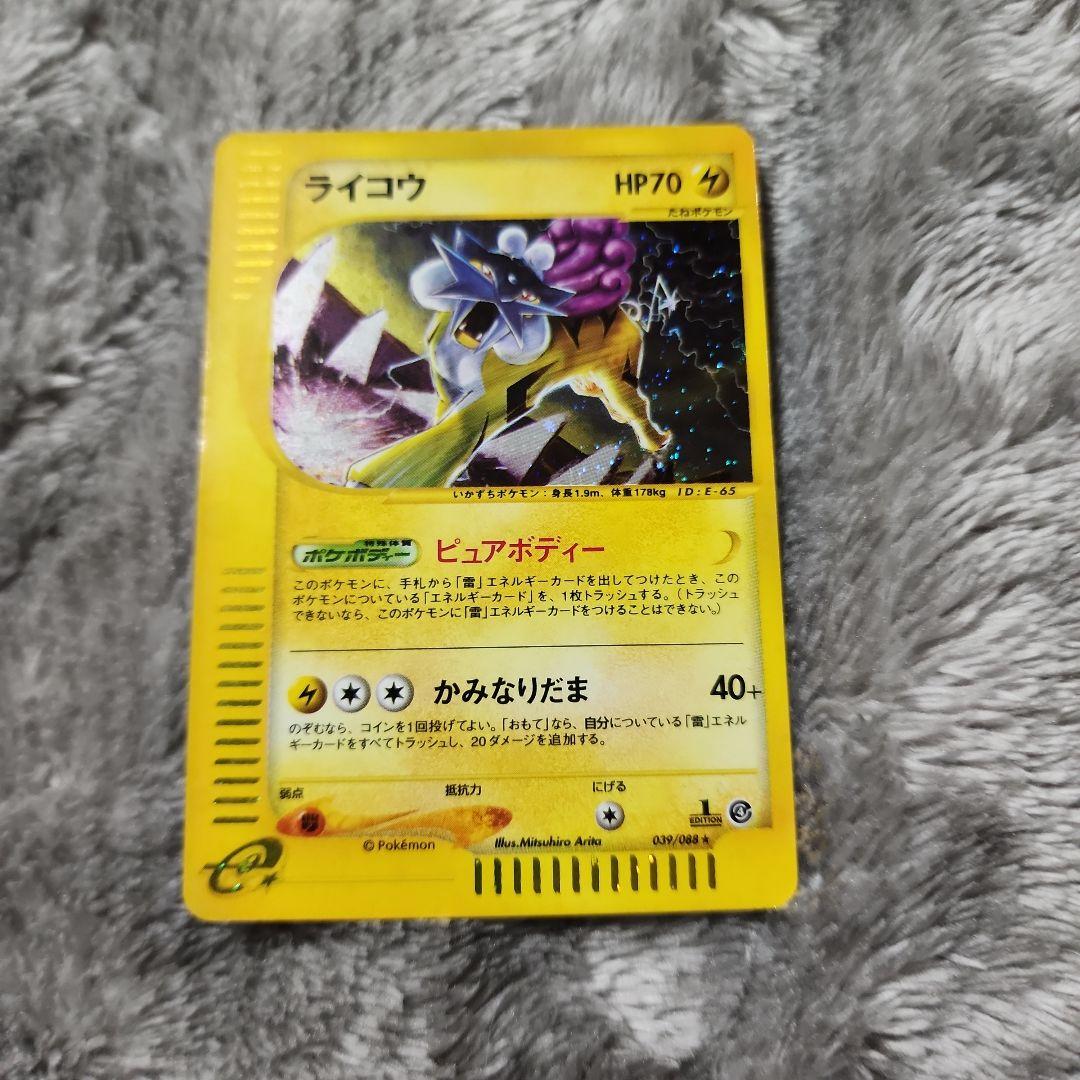 ライコウ
HP70
たねポケモン
いかずちポケモン：身長1.9m、体重178kg ID：E-65
特殊体質
ポケボディー ピュアボディー
このポケモンに、手札から「雷」エネルギーカードを出してつけたとき、この
ポケモンについている「エネルギーカード」を、1枚トラッシュする。（トラッシュ
できないなら、このポケモンに「雷」エネルギーカードをつけることはできない。）
かみなりだま 40+
のぞむなら、コインを1回投げてよい。「おもて」なら、自分についている「雷」エネル
ギーカードをすべてトラッシュし、20ダメージを追加する。
弱点 抵抗力 にげる
1
EDITION
©Pokémon Illus.Mitsuhiro Arita 039/088★
e